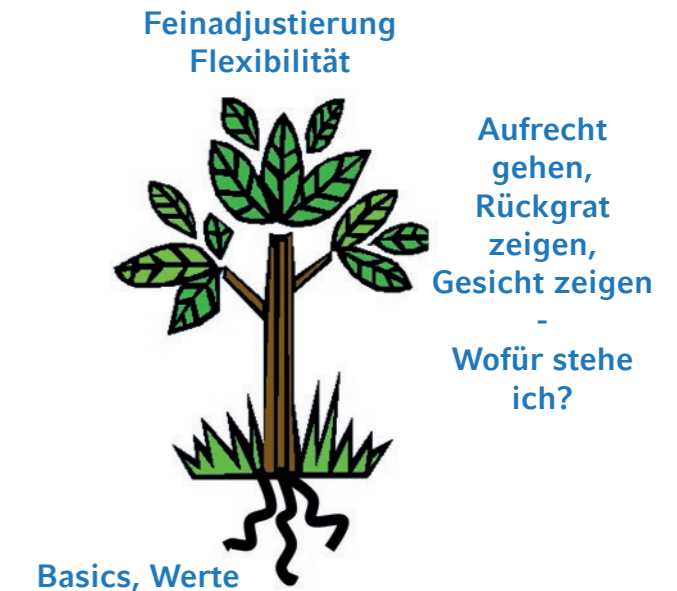 Feinadjustierung
Flexibilität
Aufrecht
gehen,
Rückgrat
zeigen,
Gesicht zeigen
-
Wofür stehe
ich?
Basics, Werte